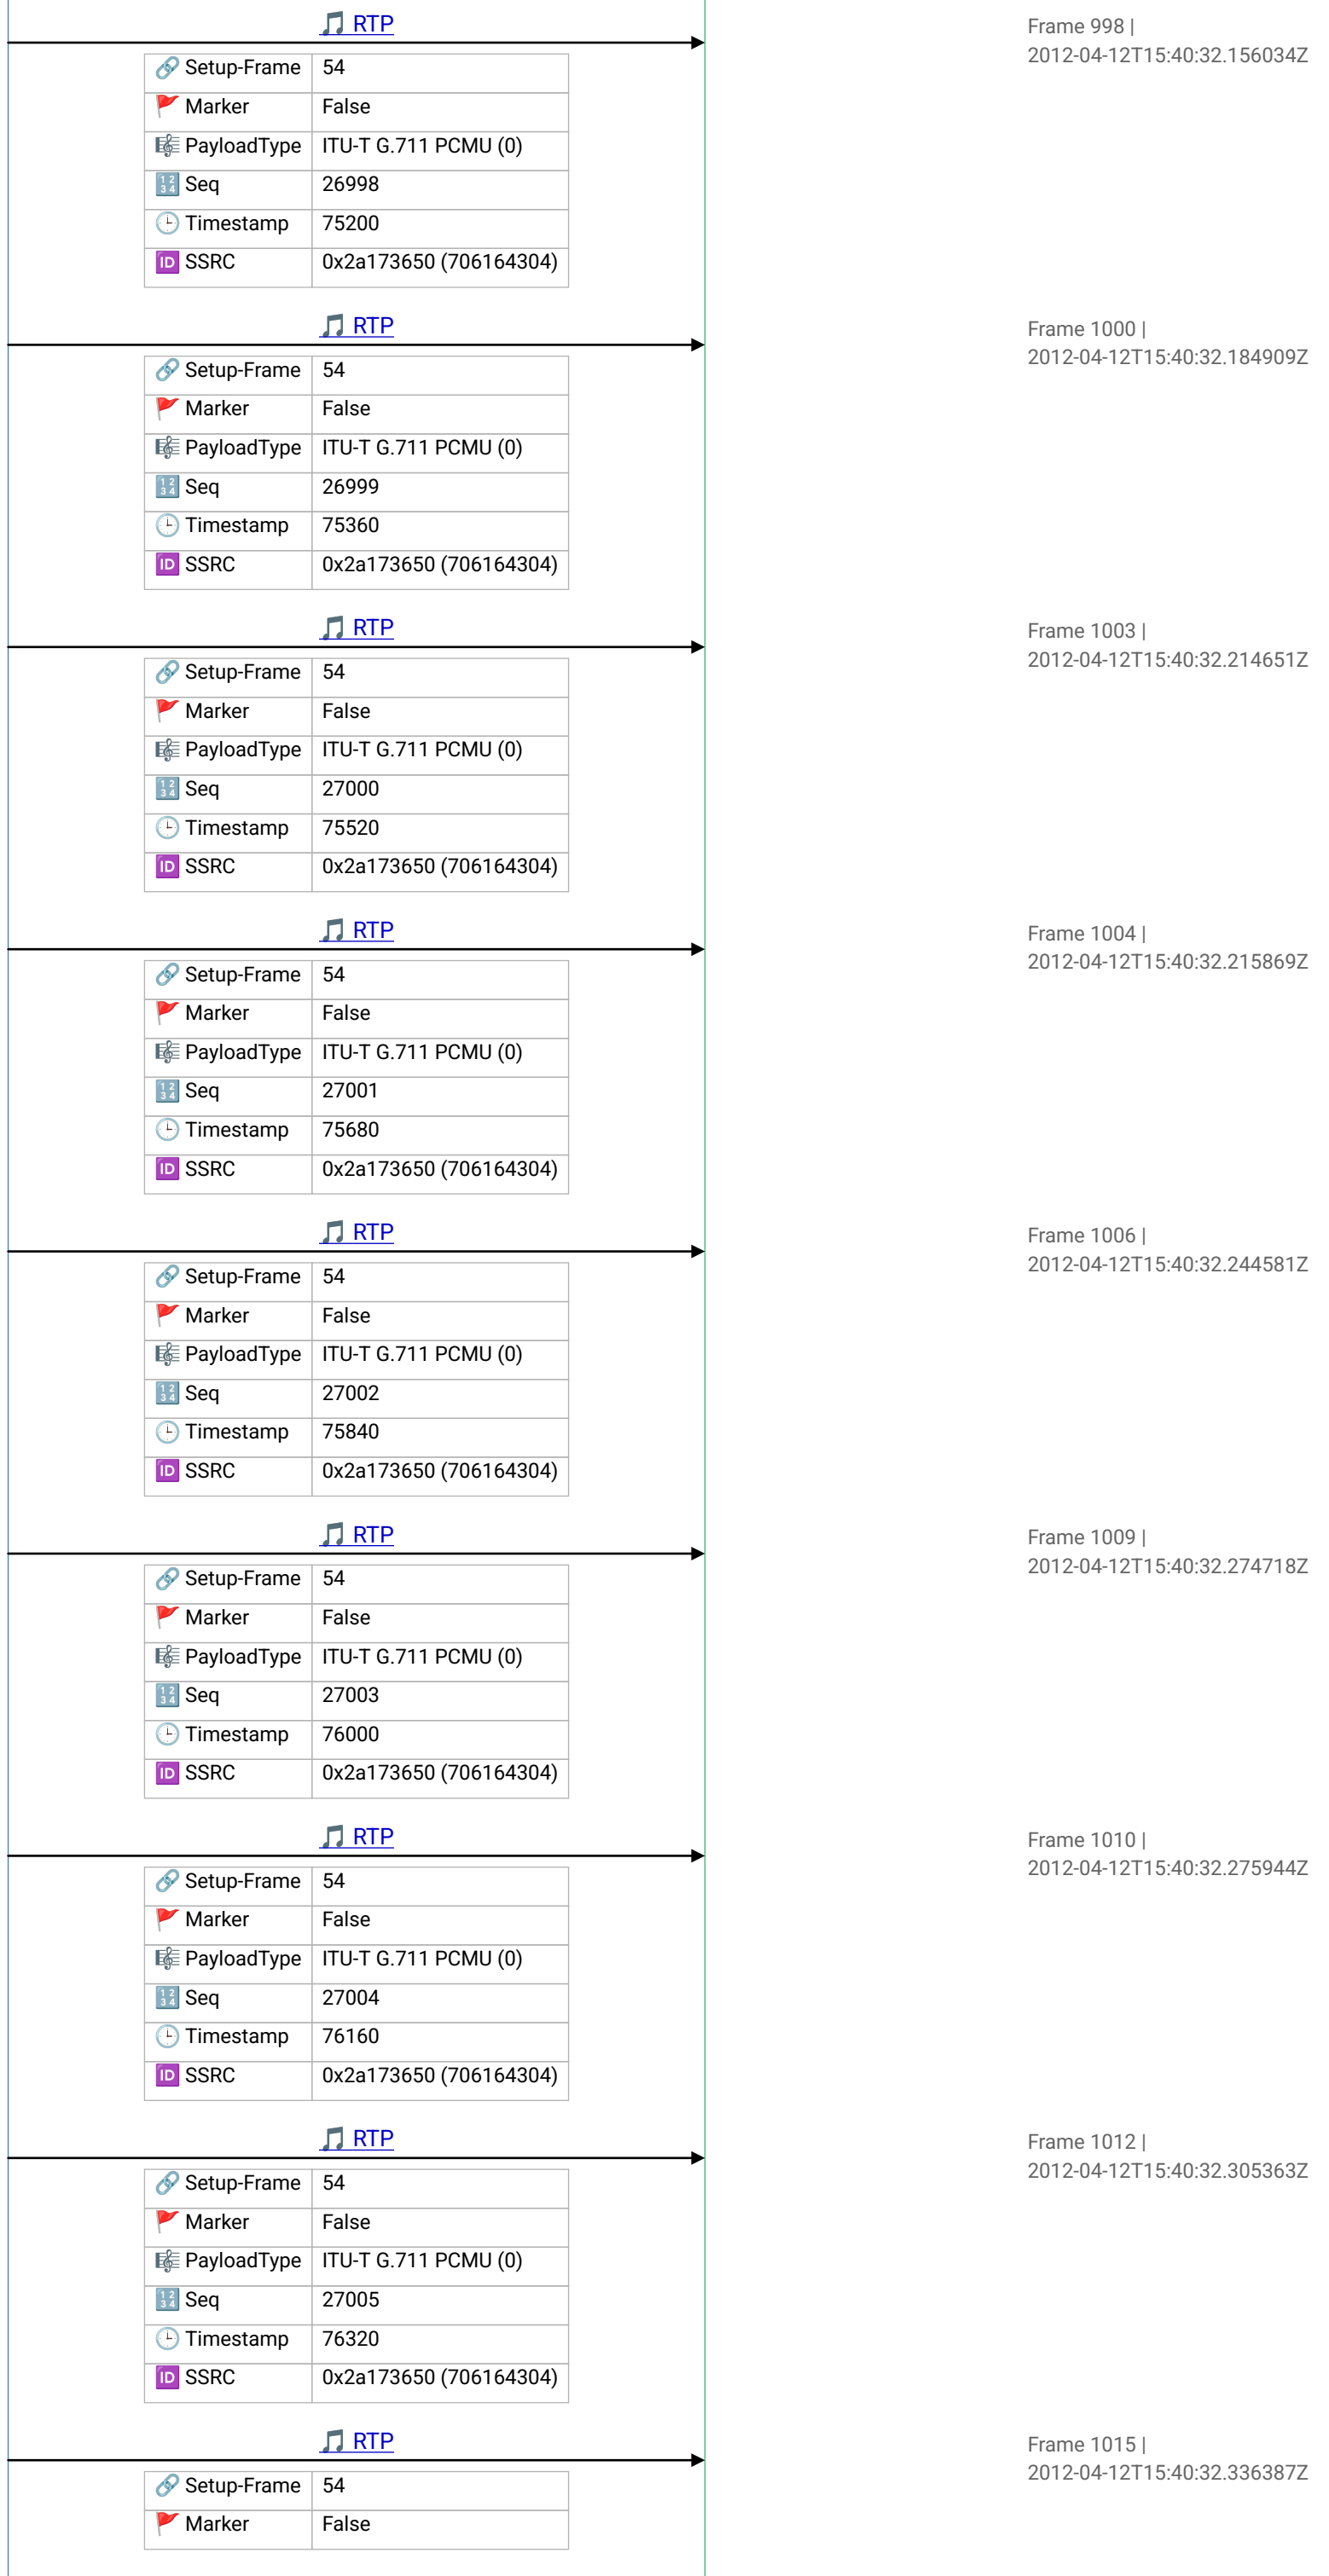 🎵 RTP
Frame 998 |
2012-04-12T15:40:32.156034Z
🔗 Setup-Frame 54
🚩 Marker False
🎼 PayloadType ITU-T G.711 PCMU (0)
🔢 Seq 26998
🕒 Timestamp 75200
🆔 SSRC 0x2a173650 (706164304)
🎵 RTP
Frame 1000 |
2012-04-12T15:40:32.184909Z
🔗 Setup-Frame 54
🚩 Marker False
🎼 PayloadType ITU-T G.711 PCMU (0)
🔢 Seq 26999
🕒 Timestamp 75360
🆔 SSRC 0x2a173650 (706164304)
🎵 RTP
Frame 1003 |
2012-04-12T15:40:32.214651Z
🔗 Setup-Frame 54
🚩 Marker False
🎼 PayloadType ITU-T G.711 PCMU (0)
🔢 Seq 27000
🕒 Timestamp 75520
🆔 SSRC 0x2a173650 (706164304)
🎵 RTP
Frame 1004 |
2012-04-12T15:40:32.215869Z
🔗 Setup-Frame 54
🚩 Marker False
🎼 PayloadType ITU-T G.711 PCMU (0)
🔢 Seq 27001
🕒 Timestamp 75680
🆔 SSRC 0x2a173650 (706164304)
🎵 RTP
Frame 1006 |
2012-04-12T15:40:32.244581Z
🔗 Setup-Frame 54
🚩 Marker False
🎼 PayloadType ITU-T G.711 PCMU (0)
🔢 Seq 27002
🕒 Timestamp 75840
🆔 SSRC 0x2a173650 (706164304)
🎵 RTP
Frame 1009 |
2012-04-12T15:40:32.274718Z
🔗 Setup-Frame 54
🚩 Marker False
🎼 PayloadType ITU-T G.711 PCMU (0)
🔢 Seq 27003
🕒 Timestamp 76000
🆔 SSRC 0x2a173650 (706164304)
🎵 RTP
Frame 1010 |
2012-04-12T15:40:32.275944Z
🔗 Setup-Frame 54
🚩 Marker False
🎼 PayloadType ITU-T G.711 PCMU (0)
🔢 Seq 27004
🕒 Timestamp 76160
🆔 SSRC 0x2a173650 (706164304)
🎵 RTP
Frame 1012 |
2012-04-12T15:40:32.305363Z
🔗 Setup-Frame 54
🚩 Marker False
🎼 PayloadType ITU-T G.711 PCMU (0)
🔢 Seq 27005
🕒 Timestamp 76320
🆔 SSRC 0x2a173650 (706164304)
🎵 RTP
Frame 1015 |
2012-04-12T15:40:32.336387Z
🔗 Setup-Frame 54
🚩 Marker False